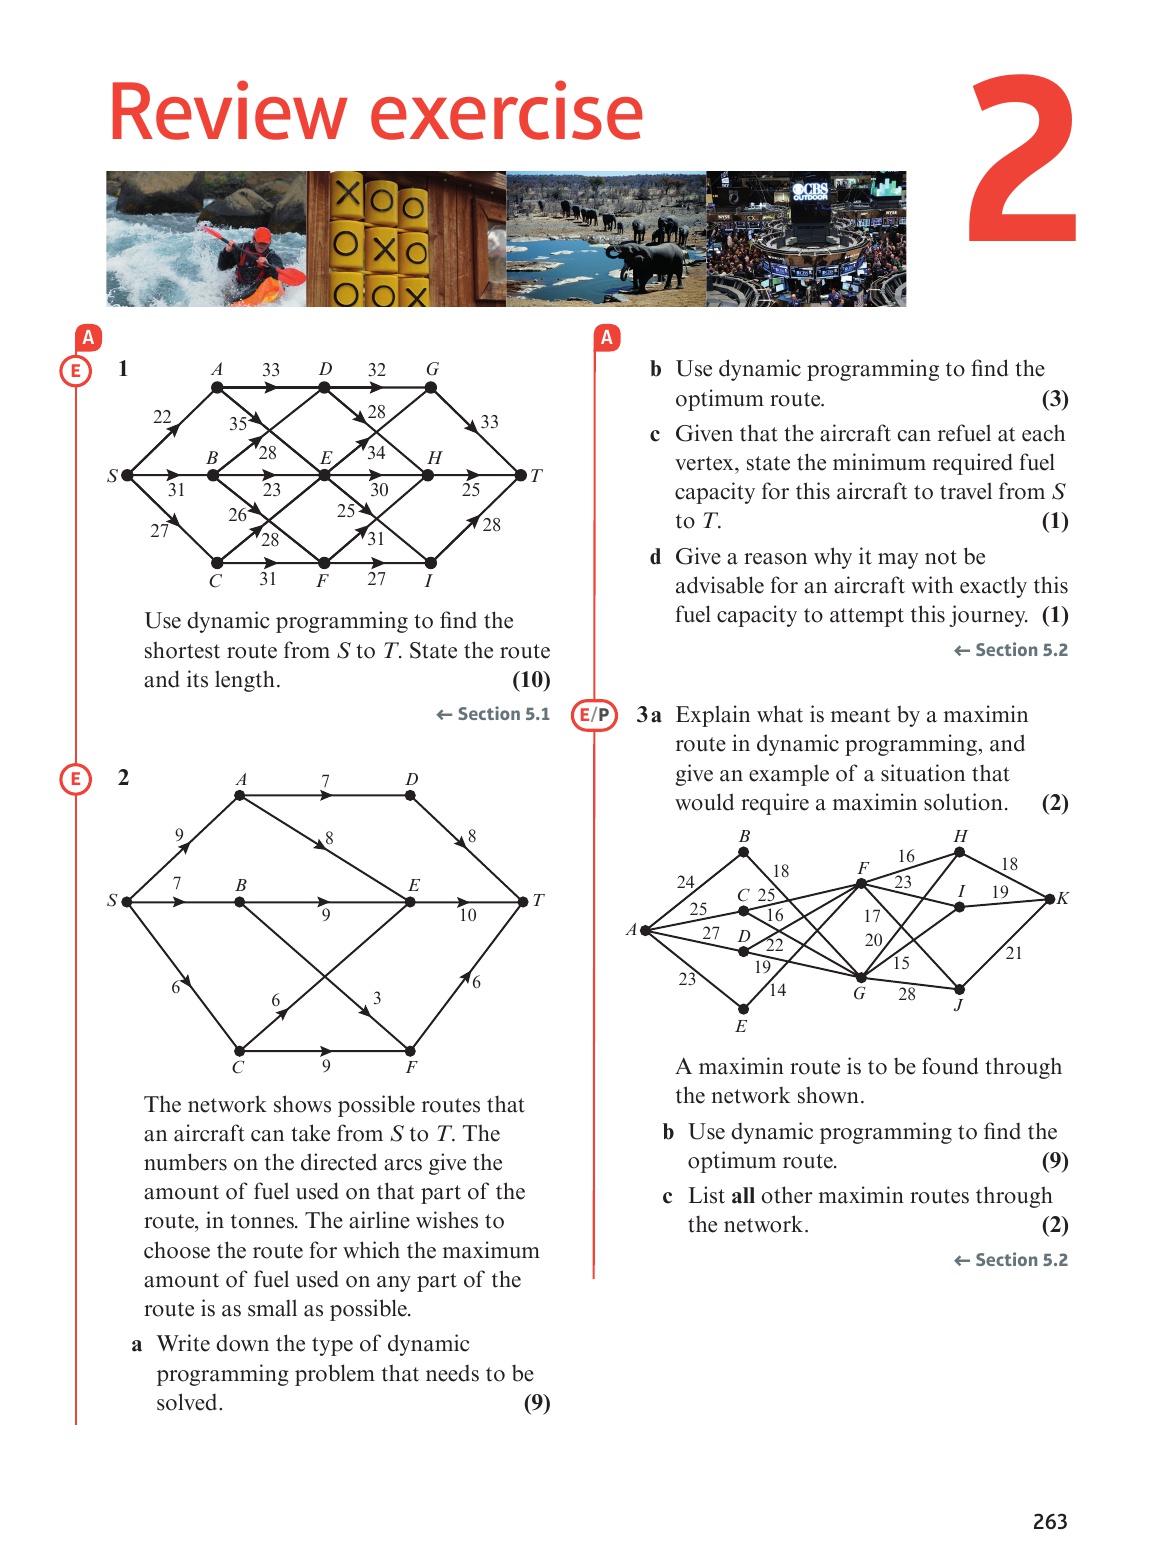 Review exercise
2
CBS
OUTDOOR
A
E
1
A 33 D 32 G
22 35 28 33
S B 28 E 34 H T
31 23 30 25
27 26 28 25 31 28
C 31 F 27 I
Use dynamic programming to find the
shortest route from S to T. State the route
and its length. (10)
← Section 5.1
E
2
A 7 D
9 8 8
S 7 B 9 E 10 T
6 6 3 6
C 9 F
The network shows possible routes that
an aircraft can take from S to T. The
numbers on the directed arcs give the
amount of fuel used on that part of the
route, in tonnes. The airline wishes to
choose the route for which the maximum
amount of fuel used on any part of the
route is as small as possible.
a Write down the type of dynamic
programming problem that needs to be
solved. (9)
A
b Use dynamic programming to find the
optimum route. (3)
c Given that the aircraft can refuel at each
vertex, state the minimum required fuel
capacity for this aircraft to travel from S
to T. (1)
d Give a reason why it may not be
advisable for an aircraft with exactly this
fuel capacity to attempt this journey. (1)
← Section 5.2
E/P
3 a Explain what is meant by a maximin
route in dynamic programming, and
give an example of a situation that
would require a maximin solution. (2)
B H
24 18 F 16 18
C 25 23 I 19 K
25 16 17
A 27 D 22 20
19 15 21
23 14 G 28 J
E
A maximin route is to be found through
the network shown.
b Use dynamic programming to find the
optimum route. (9)
c List all other maximin routes through
the network. (2)
← Section 5.2
263